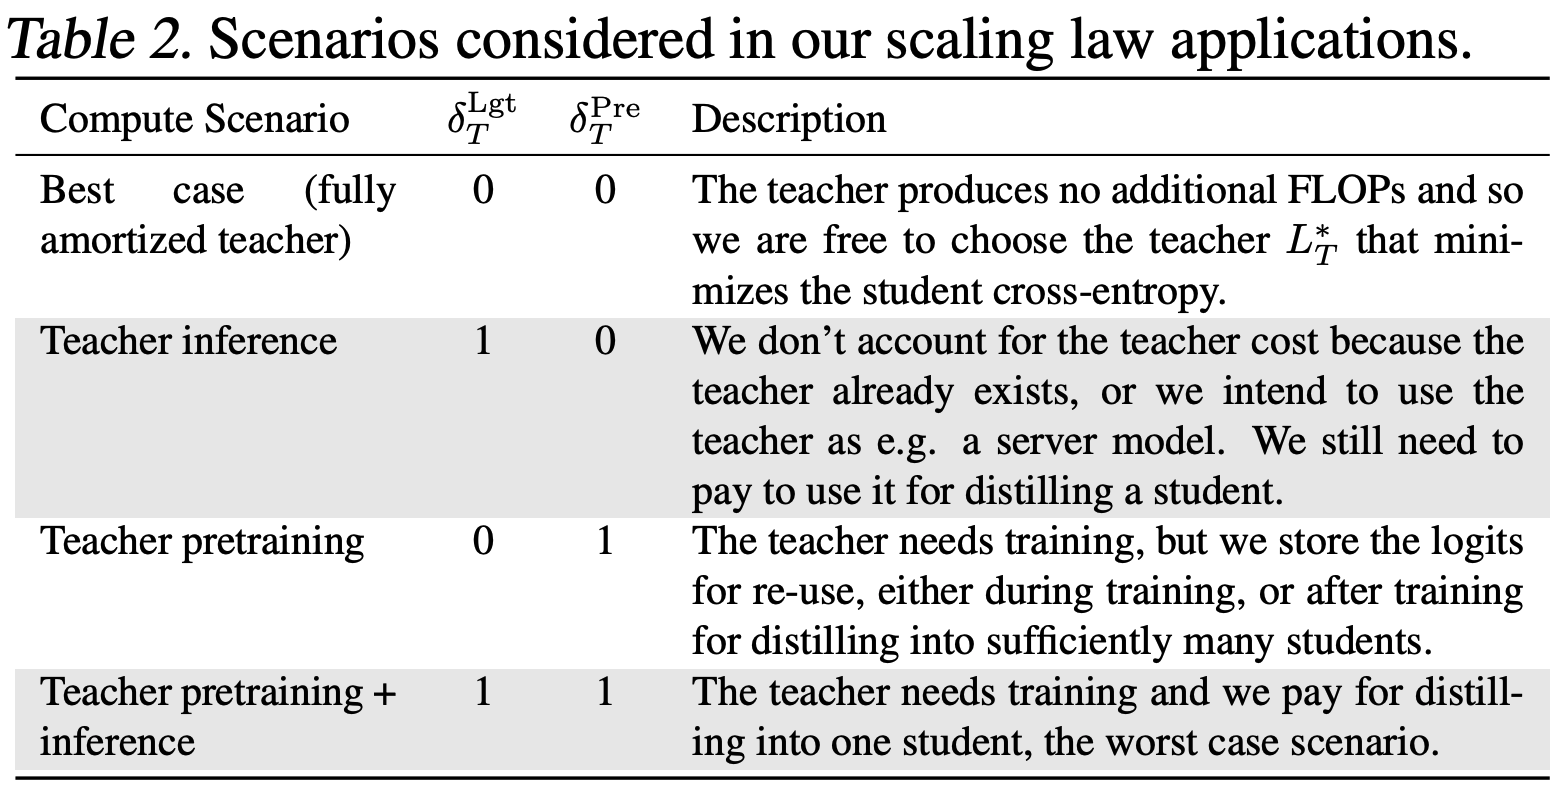 Table 2. Scenarios considered in our scaling law applications.
Compute Scenario δ_T^Lgt δ_T^Pre Description
Best case (fully 0 0 The teacher produces no additional FLOPs and so
amortized teacher) we are free to choose the teacher L_T^* that mini-
mizes the student cross-entropy.
Teacher inference 1 0 We don’t account for the teacher cost because the
teacher already exists, or we intend to use the
teacher as e.g. a server model. We still need to
pay to use it for distilling a student.
Teacher pretraining 0 1 The teacher needs training, but we store the logits
for re-use, either during training, or after training
for distilling into sufficiently many students.
Teacher pretraining + 1 1 The teacher needs training and we pay for distill-
inference ing into one student, the worst case scenario.